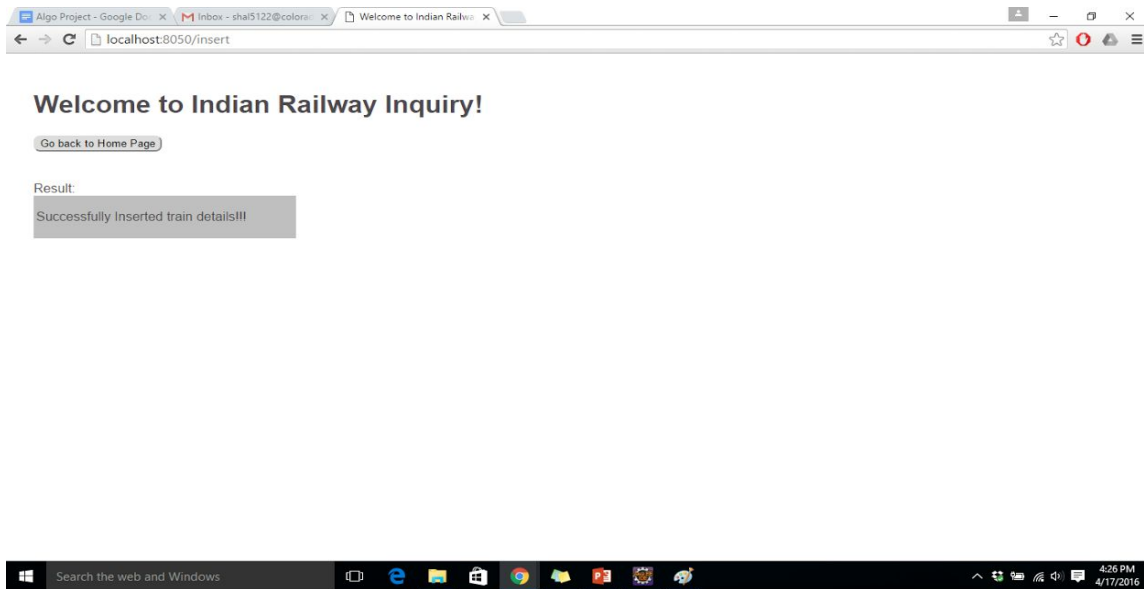 Algo Project - Google Doc
Inbox - shal5122@colorac
Welcome to Indian Railwa
localhost:8050/insert
Welcome to Indian Railway Inquiry!
Go back to Home Page
Result:
Successfully Inserted train details!!!
Search the web and Windows
4:26 PM
4/17/2016